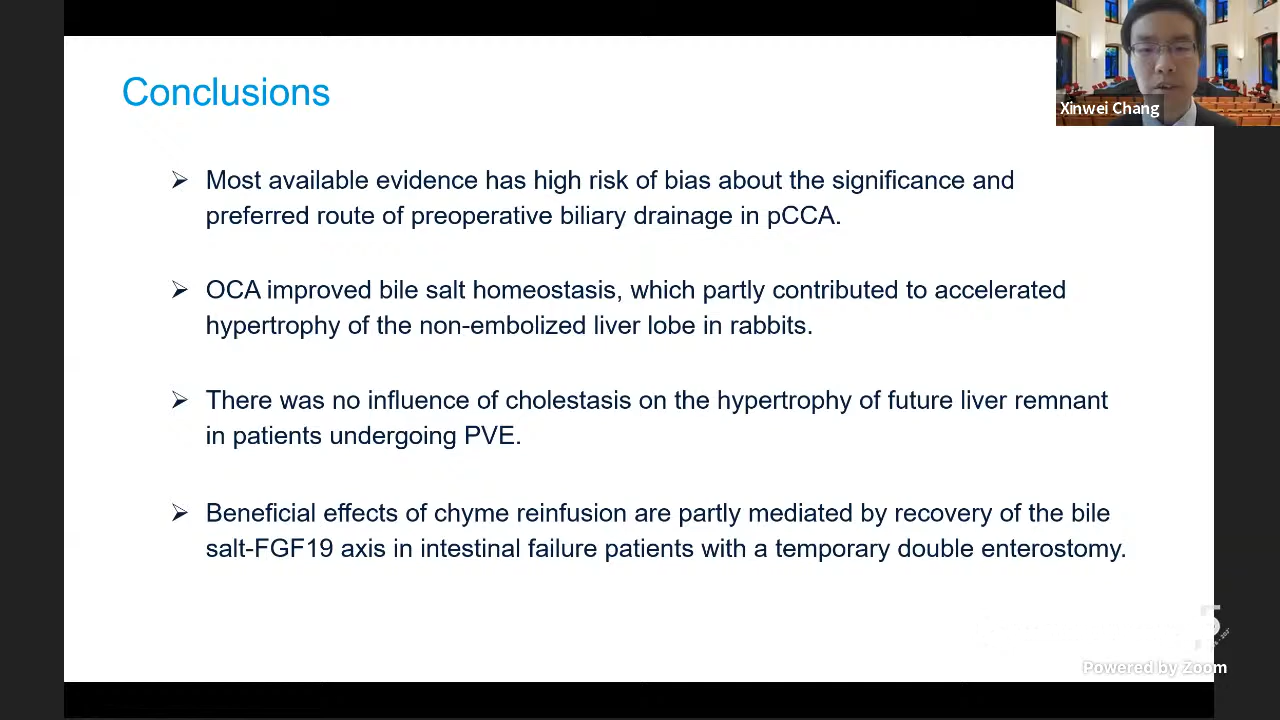 Conclusions
Xinwei Chang
➢ Most available evidence has high risk of bias about the significance and
preferred route of preoperative biliary drainage in pCCA.
➢ OCA improved bile salt homeostasis, which partly contributed to accelerated
hypertrophy of the non-embolized liver lobe in rabbits.
➢ There was no influence of cholestasis on the hypertrophy of future liver remnant
in patients undergoing PVE.
➢ Beneficial effects of chyme reinfusion are partly mediated by recovery of the bile
salt-FGF19 axis in intestinal failure patients with a temporary double enterostomy.
Powered by Zoom